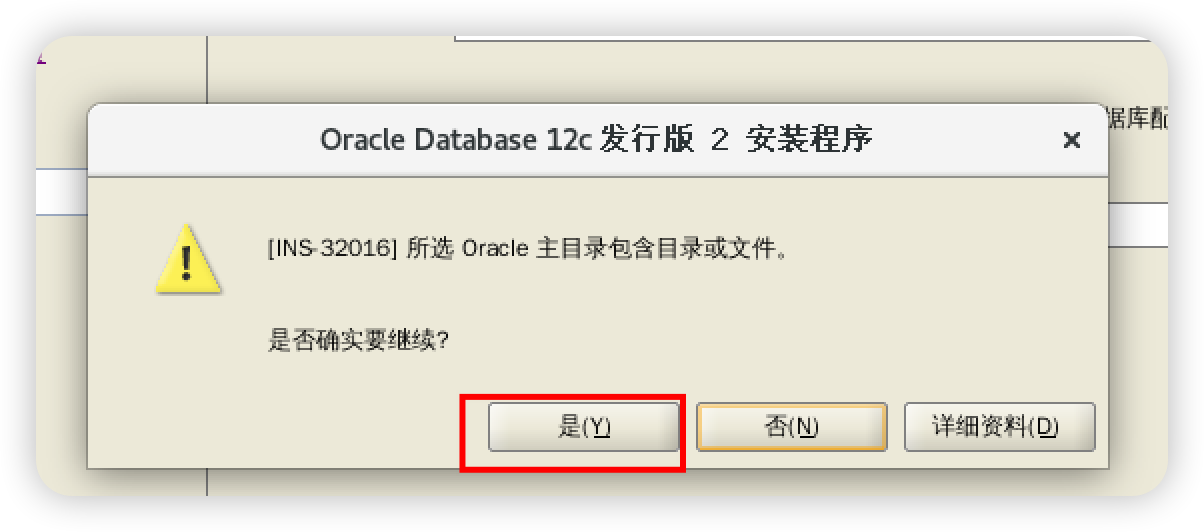 据库配
Oracle Database 12c 发行版 2 安装程序
[INS-32016] 所选 Oracle 主目录包含目录或文件。
是否确实要继续?
是(Y) 否(N) 详细资料(D)